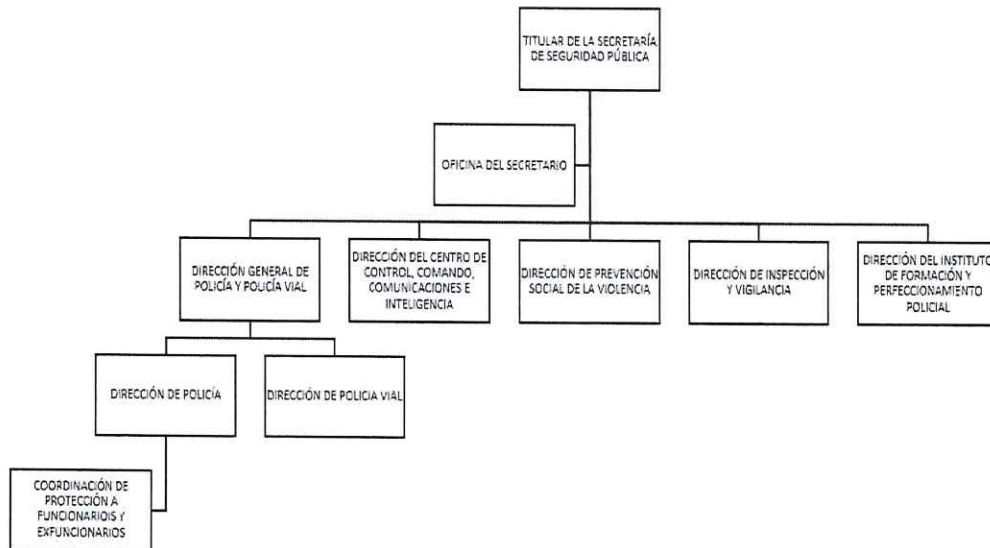 TITULAR DE LA SECRETARÍA
DE SEGURIDAD PÚBLICA
OFICINA DEL SECRETARIO
DIRECCIÓN GENERAL DE
POLICÍA Y POLICÍA VIAL
DIRECCIÓN DEL CENTRO DE
CONTROL, COMANDO,
COMUNICACIONES E
INTELIGENCIA
DIRECCIÓN DE PREVENCIÓN
SOCIAL DE LA VIOLENCIA
DIRECCIÓN DE INSPECCIÓN
Y VIGILANCIA
DIRECCIÓN DEL INSTITUTO
DE FORMACIÓN Y
PERFECCIONAMIENTO
POLICIAL
DIRECCIÓN DE POLICÍA
DIRECCIÓN DE POLICIA VIAL
COORDINACIÓN DE
PROTECCIÓN A
FUNCIONARIOIS Y
EXFUNCIONARIOS